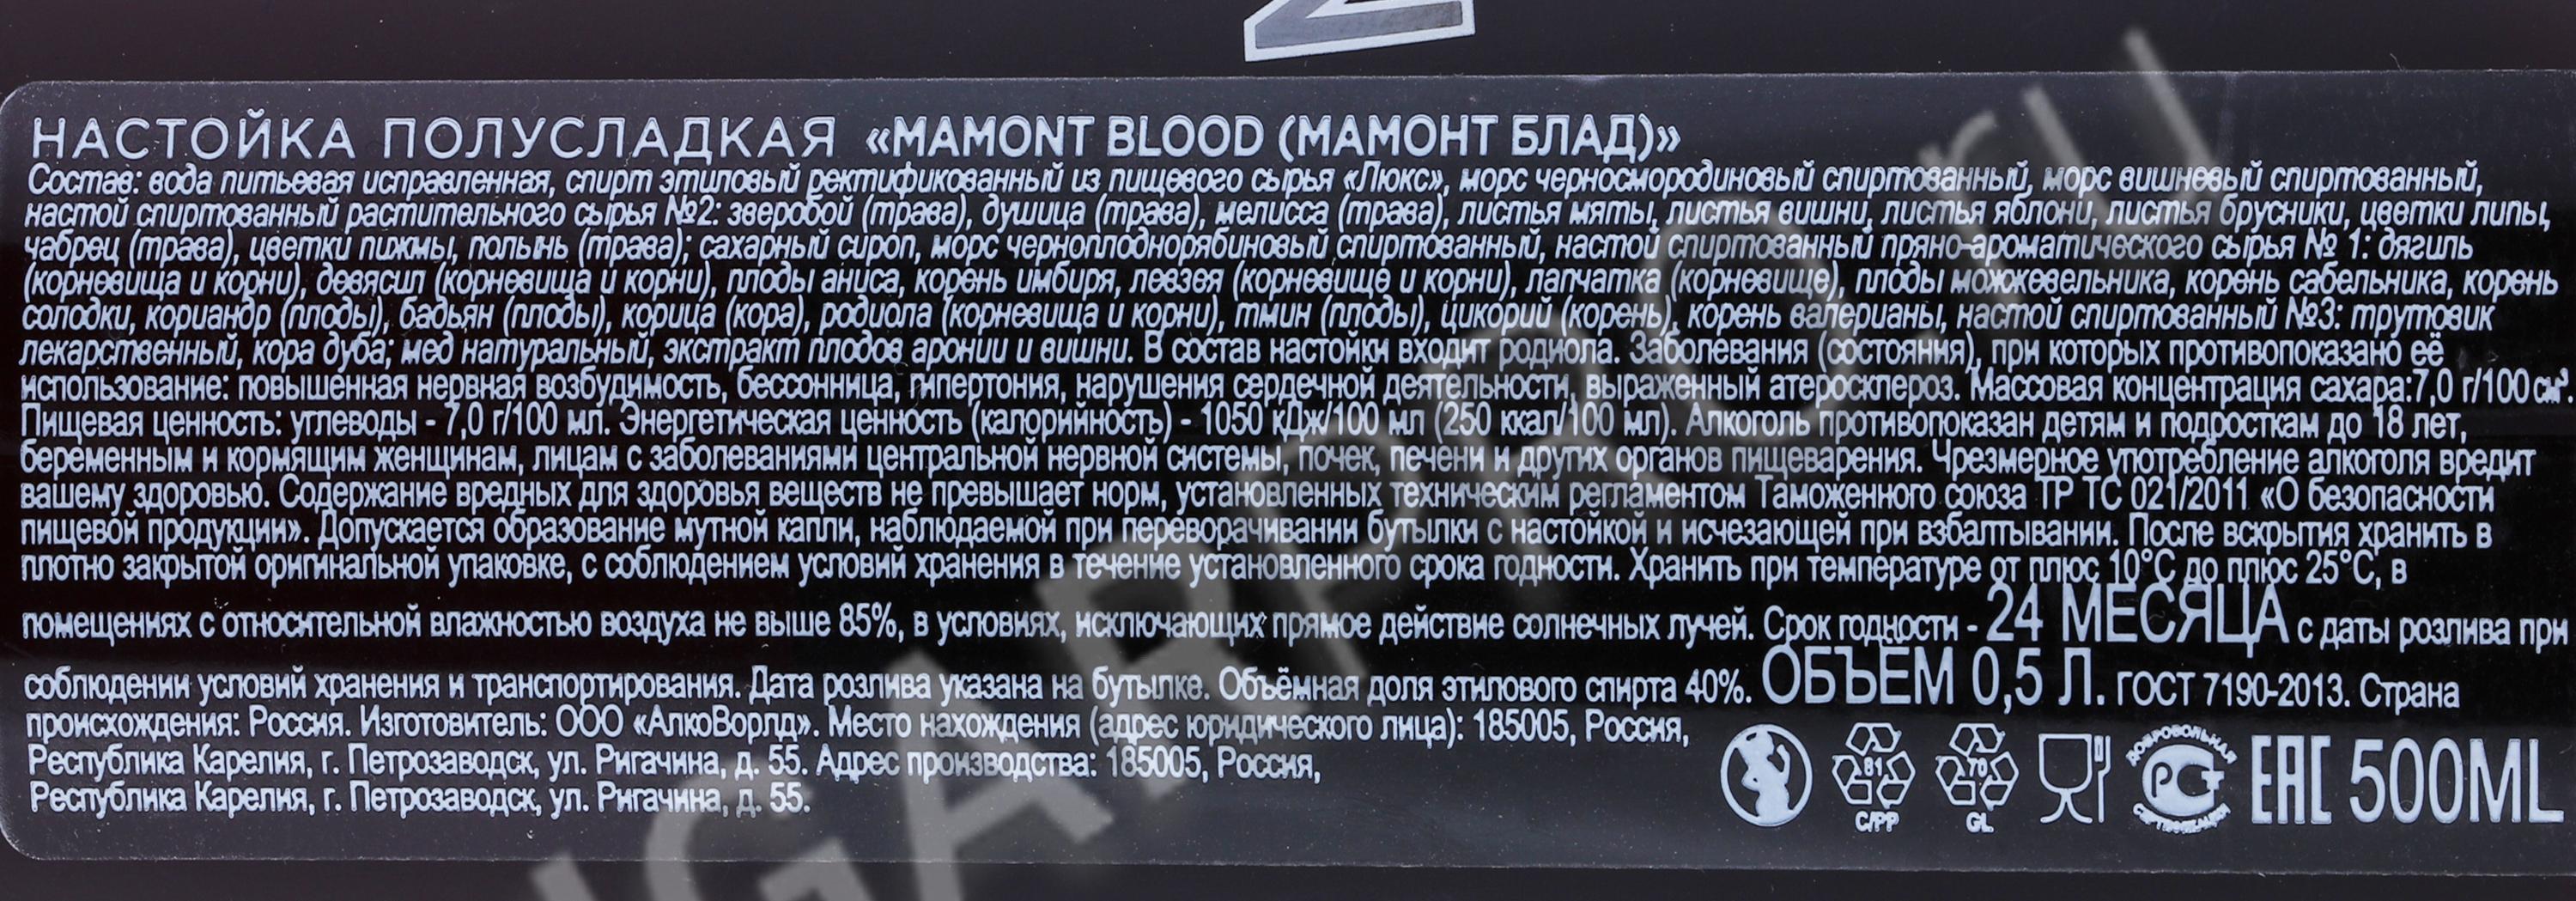 НАСТОЙКА ПОЛУСЛАДКАЯ «MAMONT BLOOD (МАМОНТ БЛАД)»
Состав: вода питьевая исправленная, спирт этиловый ректификованный из пищевого сырья «Люкс», морс черносмородиновый спиртованный, морс вишневый спиртованный,
настой спиртованный растительного сырья №2: зверобой (трава), душица (трава), мелисса (трава), листья мяты, листья вишни, листья яблони, листья брусники, цветки липы,
чабрец (трава), цветки пижмы, полынь (трава); сахарный сироп, морс черноплоднорябиновый спиртованный, настой спиртованный пряно-ароматического сырья № 1: дягиль
(корневища и корни), девясил (корневища и корни), плоды аниса, корень имбиря, левзея (корневище и корни), лапчатка (корневище), плоды можжевельника, корень сабельника, корень
солодки, кориандр (плоды), бадьян (плоды), корица (кора), родиола (корневища и корни), тмин (плоды), цикорий (корень), корень валерианы, настой спиртованный №3: трутовик
лекарственный, кора дуба; мед натуральный, экстракт плодов аронии и вишни. В состав настойки входит родиола. Заболевания (состояния), при которых противопоказано её
использование: повышенная нервная возбудимость, бессонница, гипертония, нарушения сердечной деятельности, выраженный атеросклероз. Массовая концентрация сахара:7,0 г/100 см³.
Пищевая ценность: углеводы - 7,0 г/100 мл. Энергетическая ценность (калорийность) - 1050 кДж/100 мл (250 ккал/100 мл). Алкоголь противопоказан детям и подросткам до 18 лет,
беременным и кормящим женщинам, лицам с заболеваниями центральной нервной системы, почек, печени и других органов пищеварения. Чрезмерное употребление алкоголя вредит
вашему здоровью. Содержание вредных для здоровья веществ не превышает норм, установленных техническим регламентом Таможенного союза ТР ТС 021/2011 «О безопасности
пищевой продукции». Допускается образование мутной капли, наблюдаемой при переворачивании бутылки с настойкой и исчезающей при взбалтывании. После вскрытия хранить в
плотно закрытой оригинальной упаковке, с соблюдением условий хранения в течение установленного срока годности. Хранить при температуре от плюс 10°С до плюс 25°С, в
помещениях с относительной влажностью воздуха не выше 85%, в условиях, исключающих прямое действие солнечных лучей. Срок годности - 24 МЕСЯЦА с даты розлива при
соблюдении условий хранения и транспортирования. Дата розлива указана на бутылке. Объёмная доля этилового спирта 40%. ОБЪЕМ 0,5 Л. ГОСТ 7190-2013. Страна
происхождения: Россия. Изготовитель: ООО «АлкоВорлд». Место нахождения (адрес юридического лица): 185005, Россия,
Республика Карелия, г. Петрозаводск, ул. Ригачина, д. 55. Адрес производства: 185005, Россия,
Республика Карелия, г. Петрозаводск, ул. Ригачина, д. 55.
81 C/PP
70 GL
ДОБРОВОЛЬНАЯ РСТ СЕРТИФИКАЦИЯ
EAC 500ML